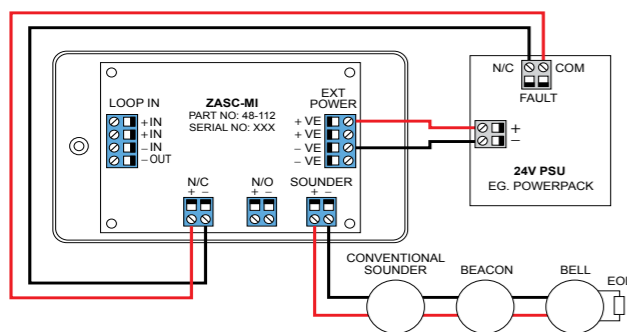 N/C COM
FAULT
LOOP IN
+ IN
+ IN
– IN
– OUT
ZASC-MI
PART NO: 48-112
SERIAL NO: XXX
EXT
POWER
+ VE
+ VE
– VE
– VE
+
–
24V PSU
EG. POWERPACK
N/C
+ –
N/O
+ –
SOUNDER
+ –
CONVENTIONAL
SOUNDER
BEACON
BELL